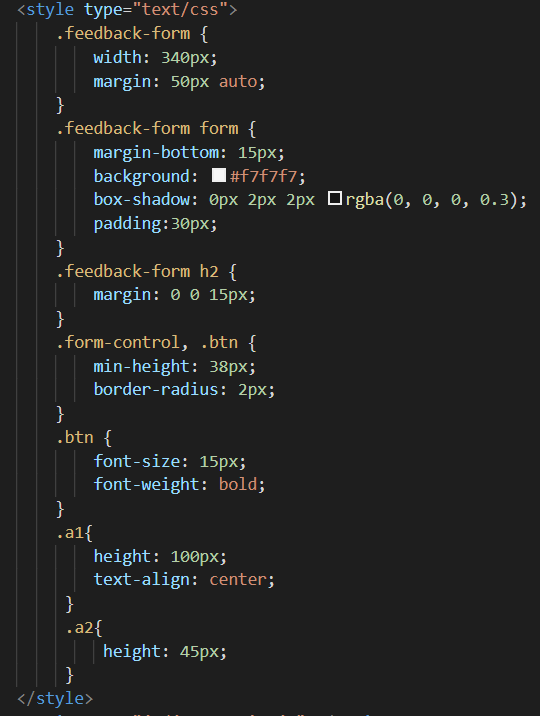 <style type="text/css">
.feedback-form {
width: 340px;
margin: 50px auto;
}
.feedback-form form {
margin-bottom: 15px;
background: #f7f7f7;
box-shadow: 0px 2px 2px rgba(0, 0, 0, 0.3);
padding:30px;
}
.feedback-form h2 {
margin: 0 0 15px;
}
.form-control, .btn {
min-height: 38px;
border-radius: 2px;
}
.btn {
font-size: 15px;
font-weight: bold;
}
.a1{
height: 100px;
text-align: center;
}
.a2{
height: 45px;
}
</style>